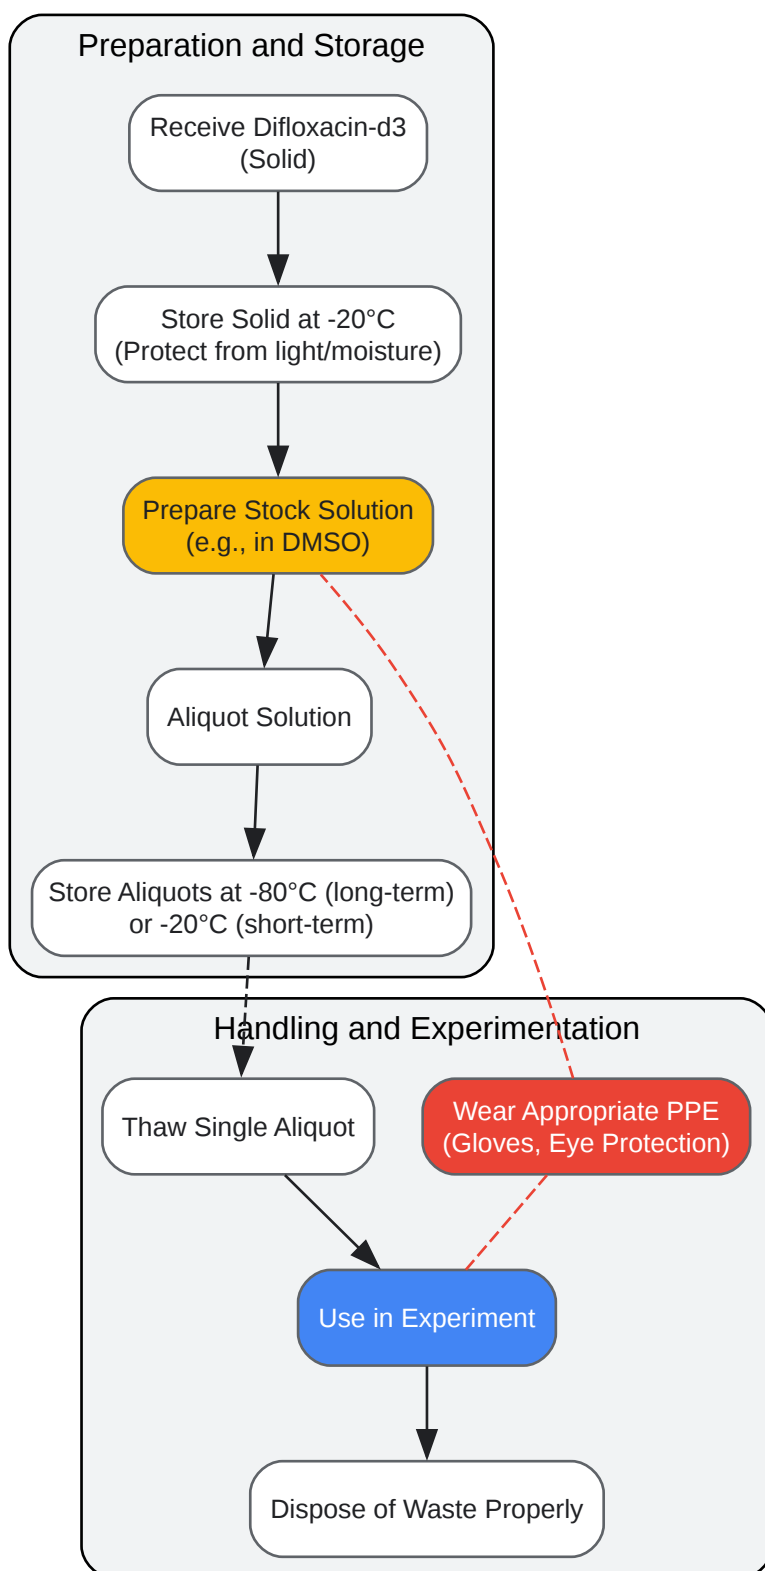 Preparation and Storage
Receive Difloxacin-d3
(Solid)
Store Solid at -20°C
(Protect from light/moisture)
Prepare Stock Solution
(e.g., in DMSO)
Aliquot Solution
Store Aliquots at -80°C (long-term)
or -20°C (short-term)
Handling and Experimentation
Thaw Single Aliquot
Wear Appropriate PPE
(Gloves, Eye Protection)
Use in Experiment
Dispose of Waste Properly